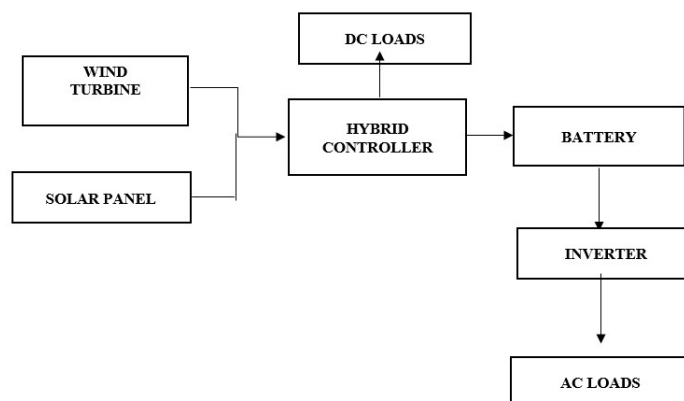 DC LOADS
WIND
TURBINE
HYBRID
CONTROLLER
BATTERY
SOLAR PANEL
INVERTER
AC LOADS